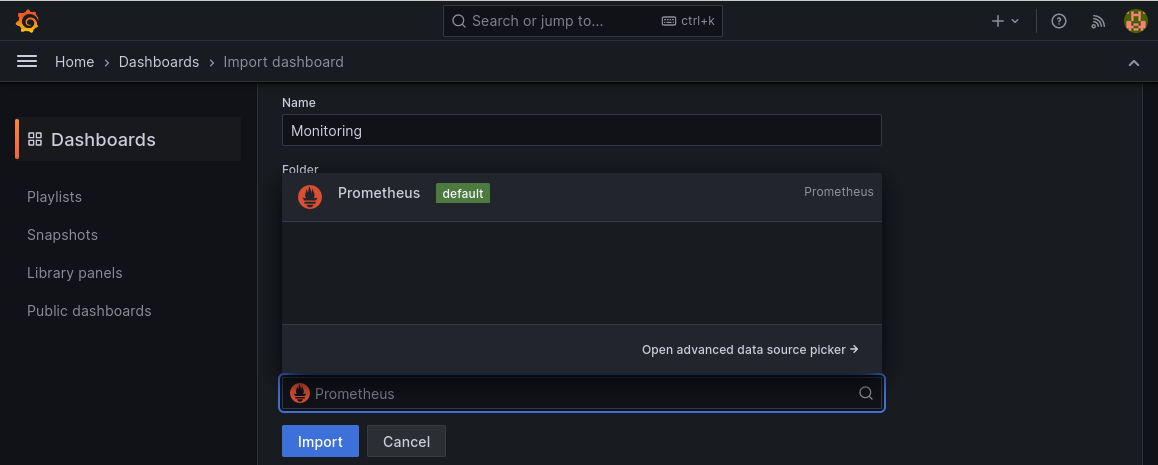 Search or jump to...
ctrl+k
Home
Dashboards
Import dashboard
Dashboards
Playlists
Snapshots
Library panels
Public dashboards
Name
Monitoring
Folder
Prometheus
default
Prometheus
Open advanced data source picker
Prometheus
Import
Cancel